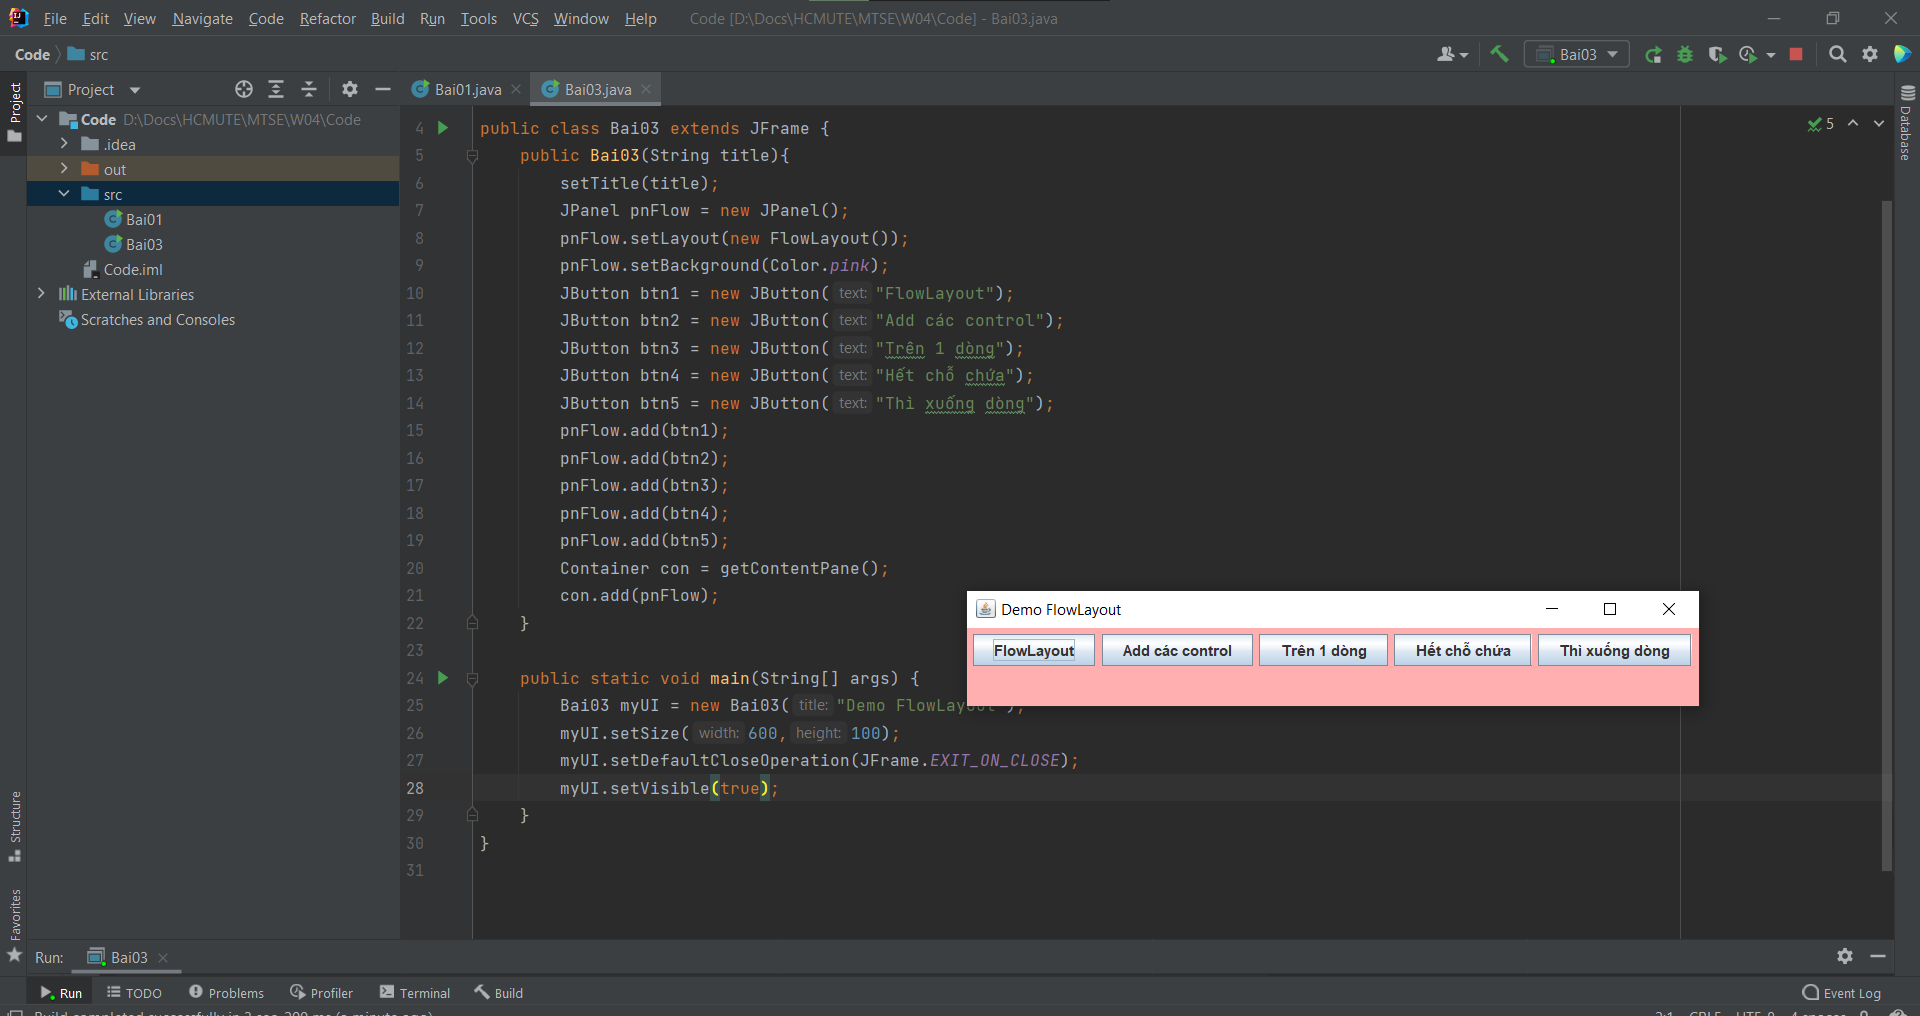 File Edit View Navigate Code Refactor Build Run Tools VCS Window Help Code [D:\Docs\HCMUTE\MTSE\W04\Code] - Bai03.java
Code src Bai03
Project Bai01.java Bai03.java
Project
Database
Structure
Favorites
Code D:\Docs\HCMUTE\MTSE\W04\Code
.idea
out
src
Bai01
Bai03
Code.iml
External Libraries
Scratches and Consoles
5
4 public class Bai03 extends JFrame {
5 public Bai03(String title){
6 setTitle(title);
7 JPanel pnFlow = new JPanel();
8 pnFlow.setLayout(new FlowLayout());
9 pnFlow.setBackground(Color.pink);
10 JButton btn1 = new JButton( text: "FlowLayout");
11 JButton btn2 = new JButton( text: "Add các control");
12 JButton btn3 = new JButton( text: "Trên 1 dòng");
13 JButton btn4 = new JButton( text: "Hết chỗ chứa");
14 JButton btn5 = new JButton( text: "Thì xuống dòng");
15 pnFlow.add(btn1);
16 pnFlow.add(btn2);
17 pnFlow.add(btn3);
18 pnFlow.add(btn4);
19 pnFlow.add(btn5);
20 Container con = getContentPane();
21 con.add(pnFlow);
22 }
23
24 public static void main(String[] args) {
25 Bai03 myUI = new Bai03( title: "Demo FlowLayout");
26 myUI.setSize( width: 600, height: 100);
27 myUI.setDefaultCloseOperation(JFrame.EXIT_ON_CLOSE);
28 myUI.setVisible(true);
29 }
30 }
31
Demo FlowLayout
FlowLayout Add các control Trên 1 dòng Hết chỗ chứa Thì xuống dòng
Run: Bai03
Run TODO Problems Profiler Terminal Build Event Log